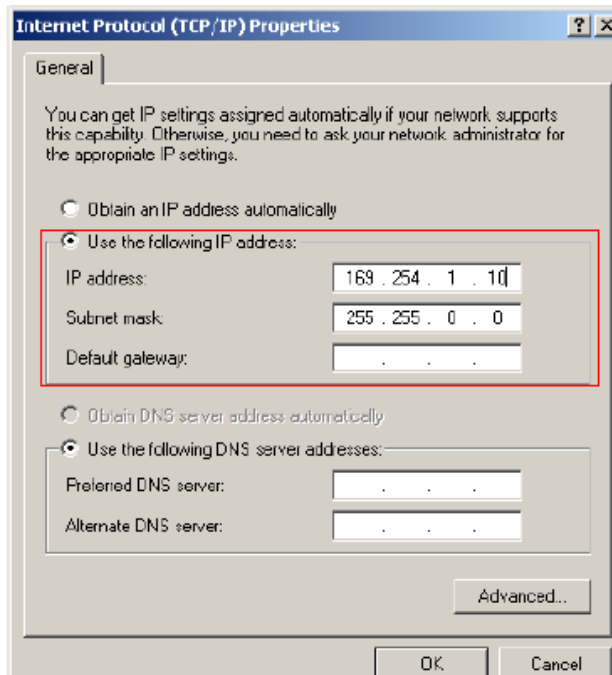 Internet Protocol (TCP/IP) Properties
General
You can get IP settings assigned automatically if your network supports
this capability. Otherwise, you need to ask your network administrator for
the appropriate IP settings.
Obtain an IP address automatically
Use the following IP address:
IP address: 169 . 254 . 1 . 10
Subnet mask: 255 . 255 . 0 . 0
Default gateway: . . .
Obtain DNS server address automatically
Use the following DNS server addresses:
Preferred DNS server: . . .
Alternate DNS server: . . .
Advanced...
OK Cancel